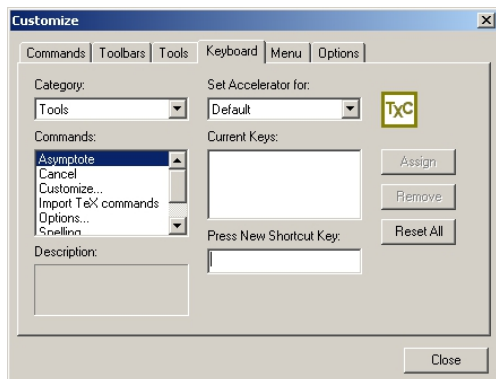 Customize
Commands Toolbars Tools Keyboard Menu Options
Category:
Tools
Commands:
Asymptote
Cancel
Customize...
Import TeX commands
Options...
Spelling
Description:
Set Accelerator for:
Default
Current Keys:
Press New Shortcut Key:
TXC
Assign
Remove
Reset All
Close